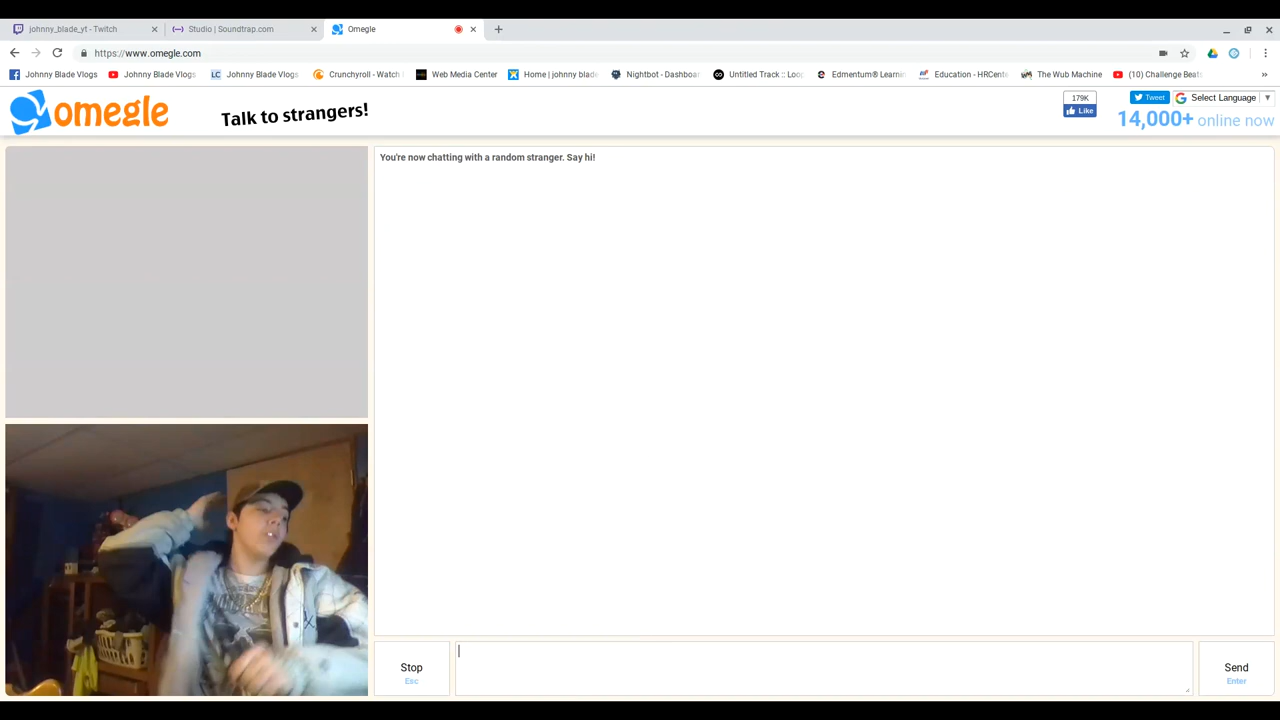 johnny_blade_yt - Twitch
Studio | Soundtrap.com
Omegle
https://www.omegle.com
Johnny Blade Vlogs
Johnny Blade Vlogs
LC Johnny Blade Vlogs
Crunchyroll - Watch
Web Media Center
Home | johnny blade
Nightbot - Dashboar
Untitled Track :: Loop
Edmentum® Learnin
Education - HRCente
The Wub Machine
(10) Challenge Beats
omegle
Talk to strangers!
179K
Like
Tweet
Select Language
14,000+ online now
You're now chatting with a random stranger. Say hi!
Stop
Esc
Send
Enter